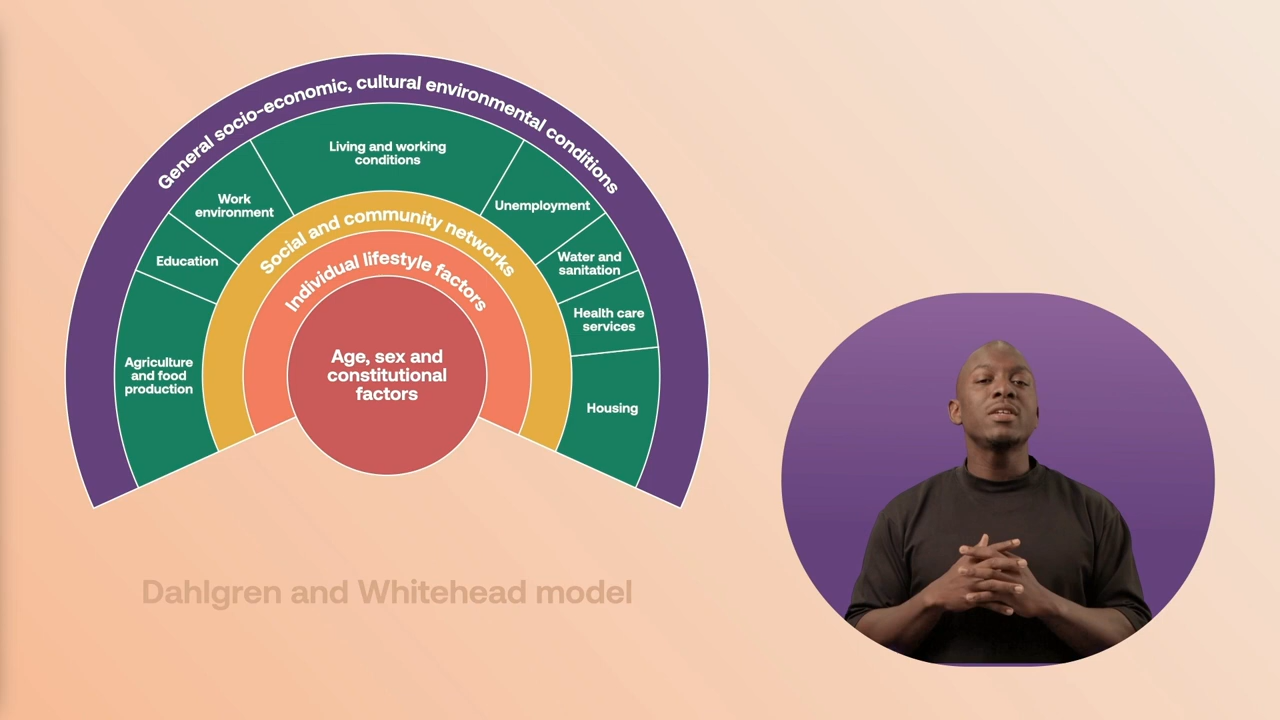 General socio-economic, cultural environmental conditions
Living and working
conditions
Work
environment
Unemployment
Education
Water and
sanitation
Health care
services
Agriculture
and food
production
Housing
Social and community networks
Individual lifestyle factors
Age, sex and
constitutional
factors
Dahlgren and Whitehead model